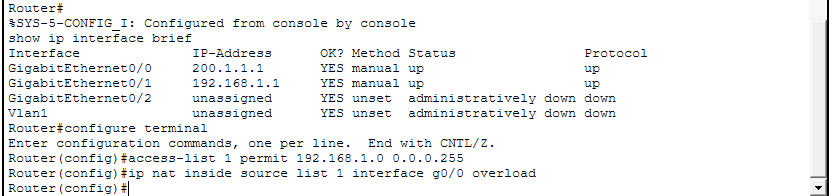 Router#
%SYS-5-CONFIG_I: Configured from console by console
show ip interface brief
Interface IP-Address OK? Method Status Protocol
GigabitEthernet0/0 200.1.1.1 YES manual up up
GigabitEthernet0/1 192.168.1.1 YES manual up up
GigabitEthernet0/2 unassigned YES unset administratively down down
Vlan1 unassigned YES unset administratively down down
Router#configure terminal
Enter configuration commands, one per line. End with CNTL/Z.
Router(config)#access-list 1 permit 192.168.1.0 0.0.0.255
Router(config)#ip nat inside source list 1 interface g0/0 overload
Router(config)#